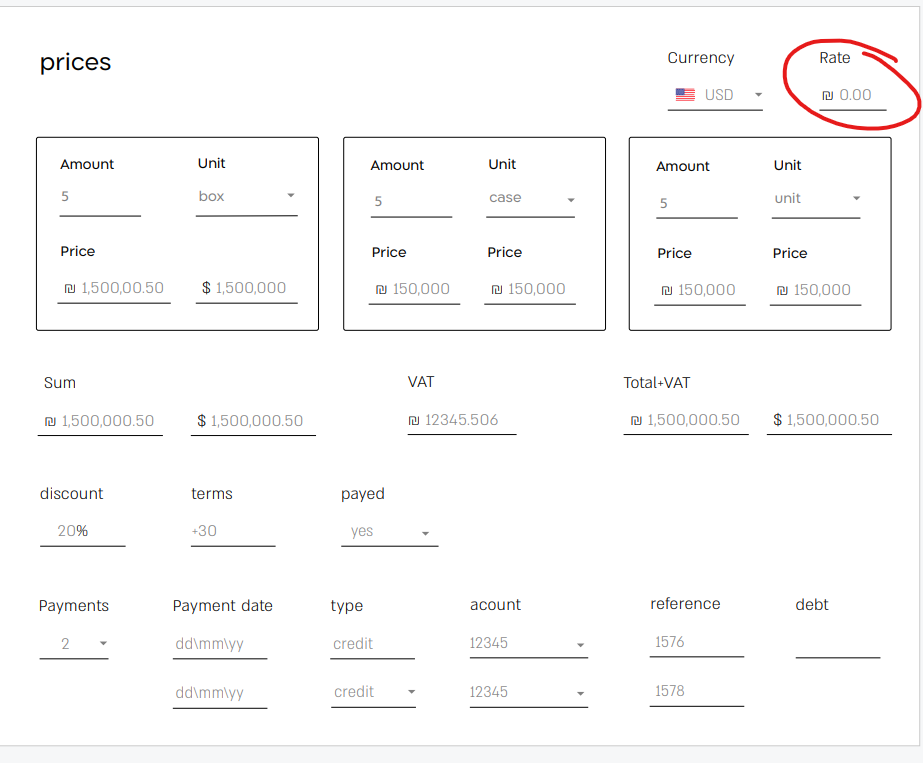 prices
Currency Rate
USD ₪ 0.00
Amount Unit Amount Unit Amount Unit
5 box 5 case 5 unit
Price Price Price Price Price
₪ 1,500,00.50 $ 1,500,000 ₪ 150,000 ₪ 150,000 ₪ 150,000 ₪ 150,000
Sum VAT Total+VAT
₪ 1,500,000.50 $ 1,500,000.50 ₪ 12345.506 ₪ 1,500,000.50 $ 1,500,000.50
discount terms payed
20% +30 yes
Payments Payment date type acount reference debt
2 dd\mm\yy credit 12345 1576
dd\mm\yy credit 12345 1578